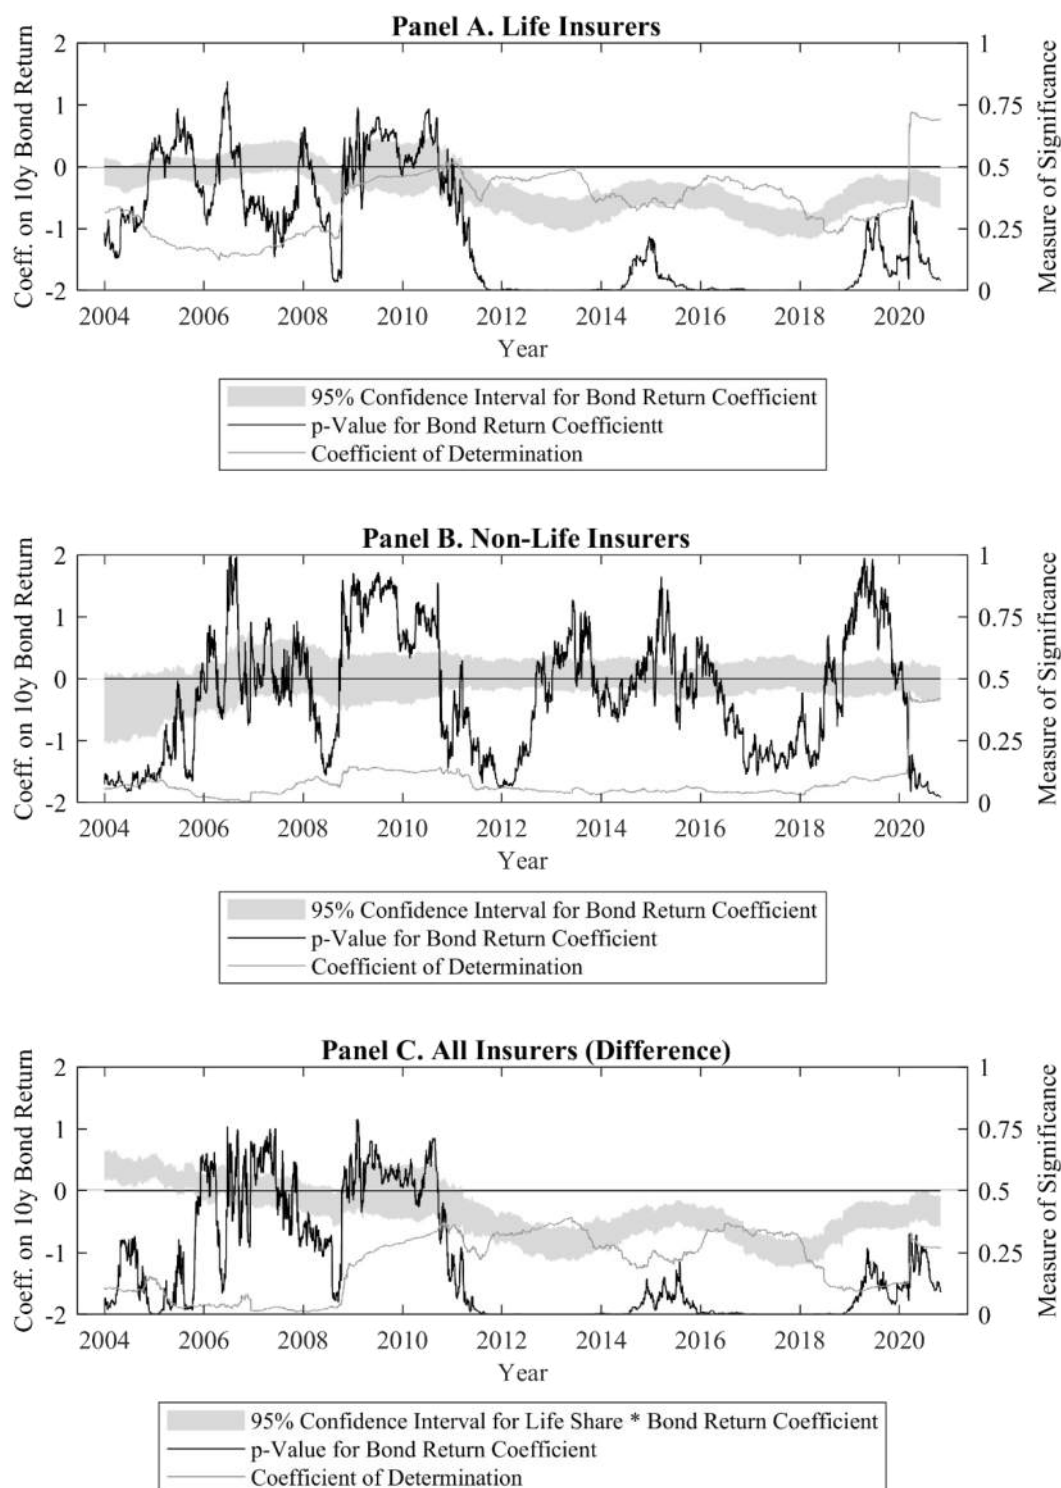 Panel A. Life Insurers
Coeff. on 10y Bond Return
2
1
0
-1
-2
1
0.75
0.5
0.25
0
Measure of Significance
2004 2006 2008 2010 2012 2014 2016 2018 2020
Year
95% Confidence Interval for Bond Return Coefficient
p-Value for Bond Return Coefficientt
Coefficient of Determination
Panel B. Non-Life Insurers
Coeff. on 10y Bond Return
2
1
0
-1
-2
1
0.75
0.5
0.25
0
Measure of Significance
2004 2006 2008 2010 2012 2014 2016 2018 2020
Year
95% Confidence Interval for Bond Return Coefficient
p-Value for Bond Return Coefficient
Coefficient of Determination
Panel C. All Insurers (Difference)
Coeff. on 10y Bond Return
2
1
0
-1
-2
1
0.75
0.5
0.25
0
Measure of Significance
2004 2006 2008 2010 2012 2014 2016 2018 2020
Year
95% Confidence Interval for Life Share * Bond Return Coefficient
p-Value for Bond Return Coefficient
Coefficient of Determination